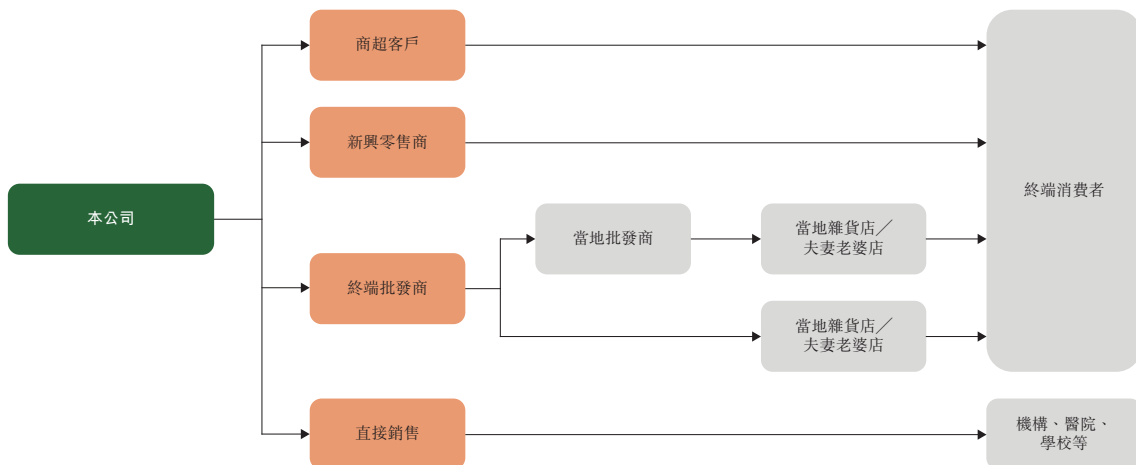 商超客戶
新興零售商
本公司
終端消費者
當地批發商
當地雜貨店／
夫妻老婆店
終端批發商
當地雜貨店／
夫妻老婆店
直接銷售
機構、醫院、
學校等